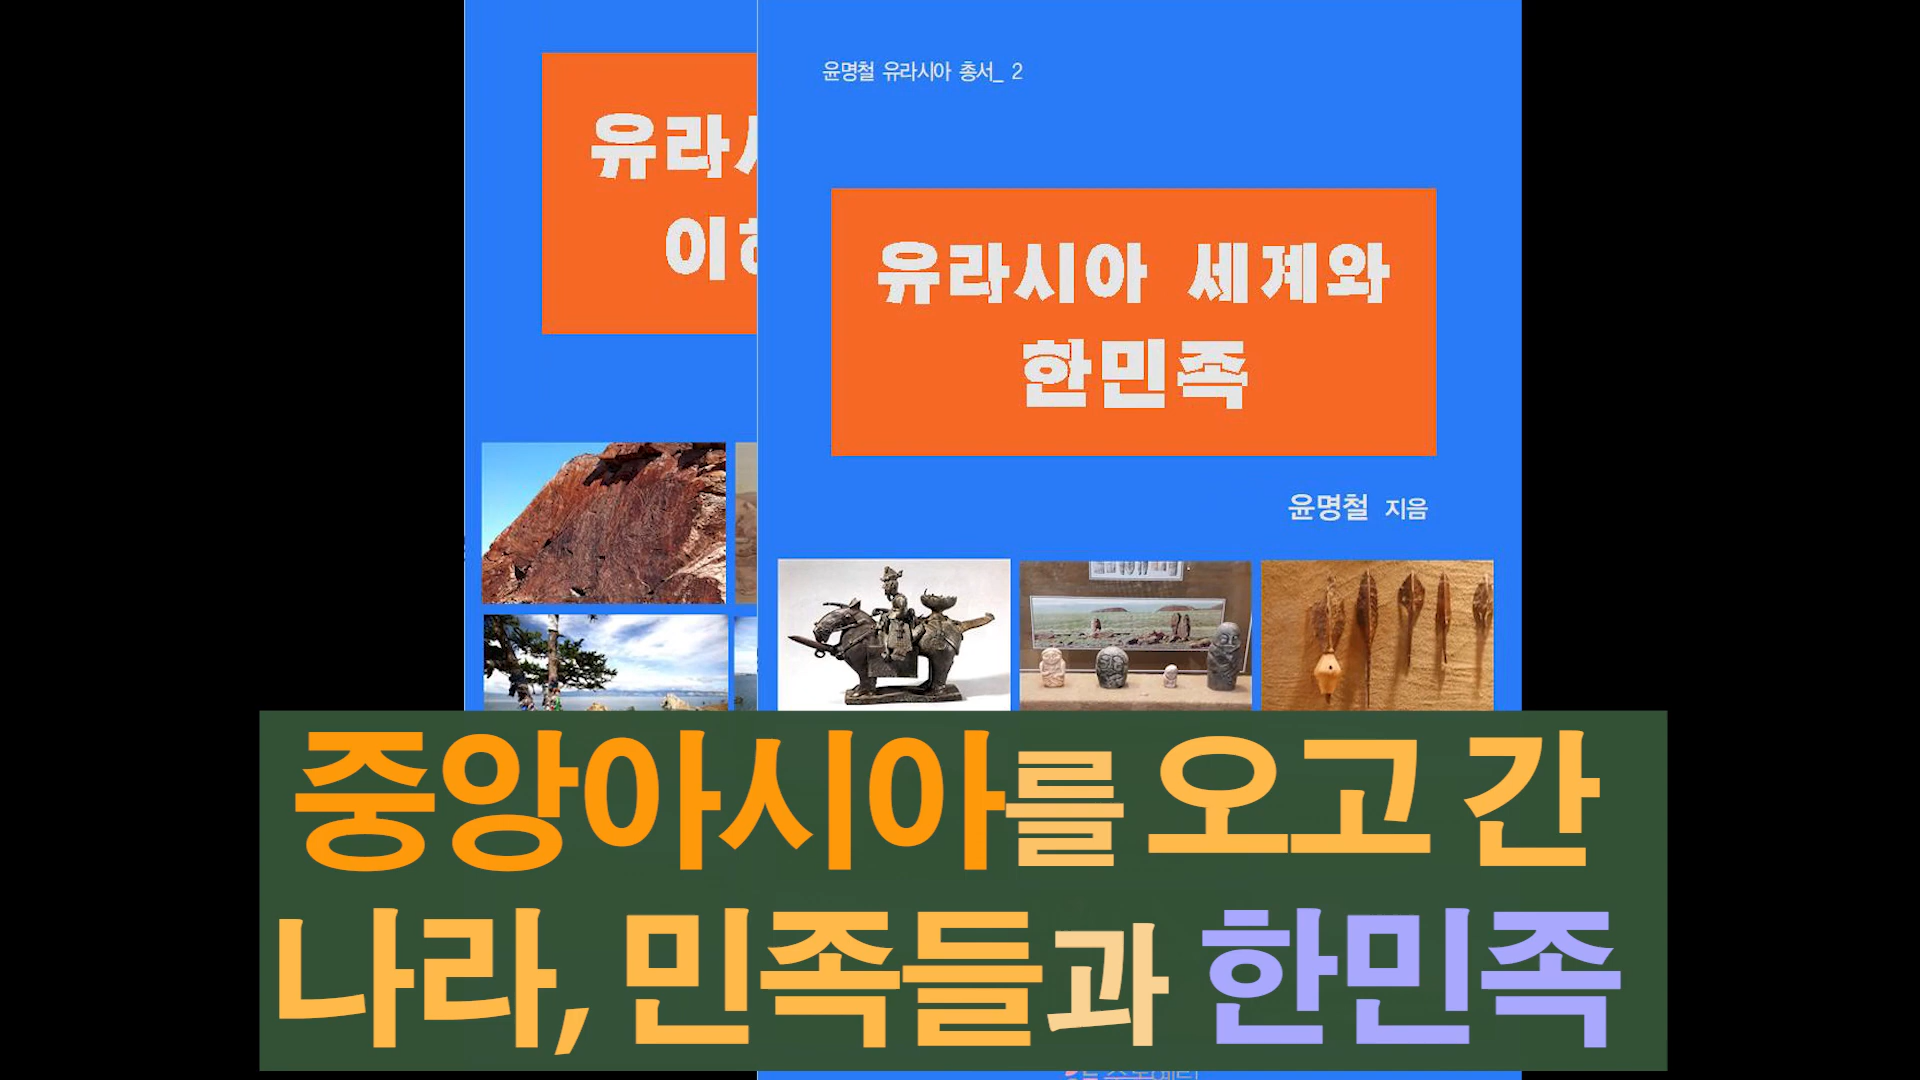 유라시
이해
윤명철 유라시아 총서_ 2
유라시아 세계와
한민족
윤명철 지음
중앙아시아를 오고 간
나라, 민족들과 한민족